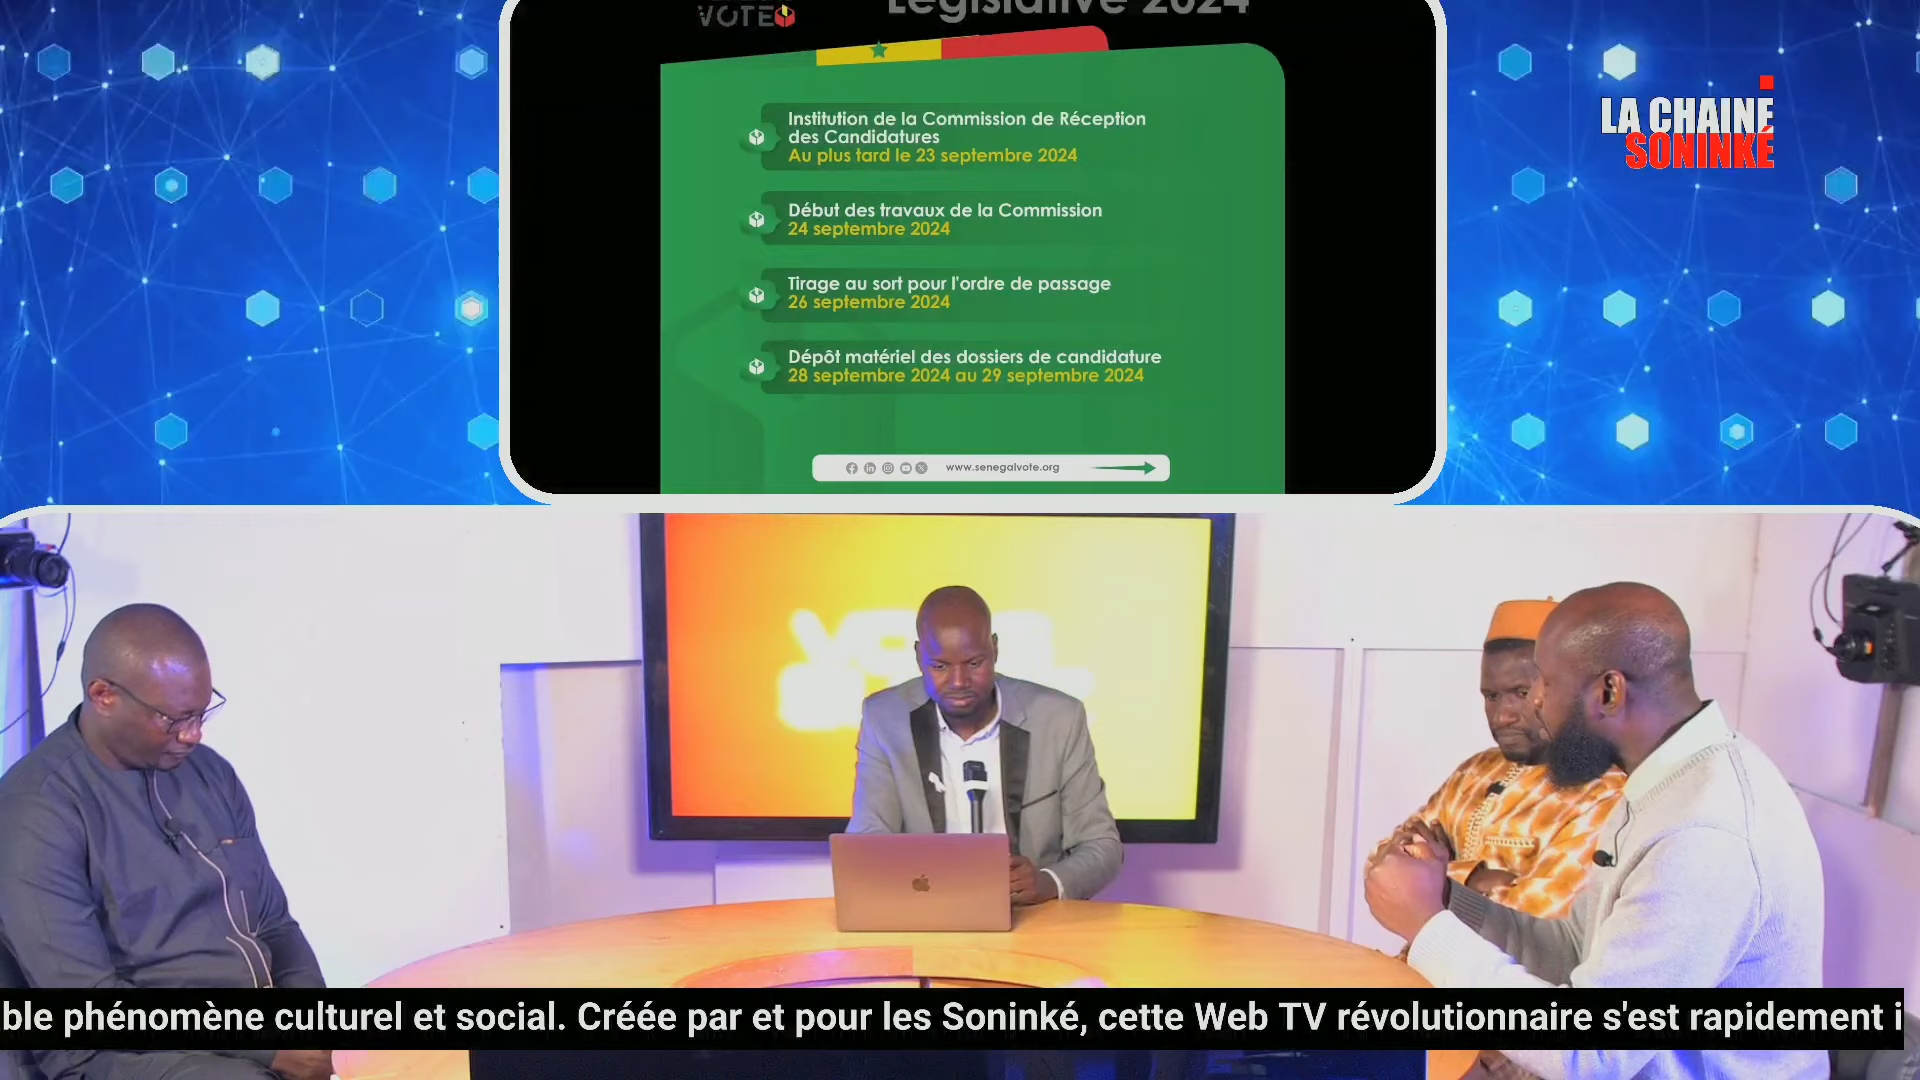 VOTE
Législative 2024
LA CHAINE
SONINKÉ
Institution de la Commission de Réception
des Candidatures
Au plus tard le 23 septembre 2024
Début des travaux de la Commission
24 septembre 2024
Tirage au sort pour l'ordre de passage
26 septembre 2024
Dépôt matériel des dossiers de candidature
28 septembre 2024 au 29 septembre 2024
www.senegalvote.org
ble phénomène culturel et social. Créée par et pour les Soninké, cette Web TV révolutionnaire s'est rapidement i